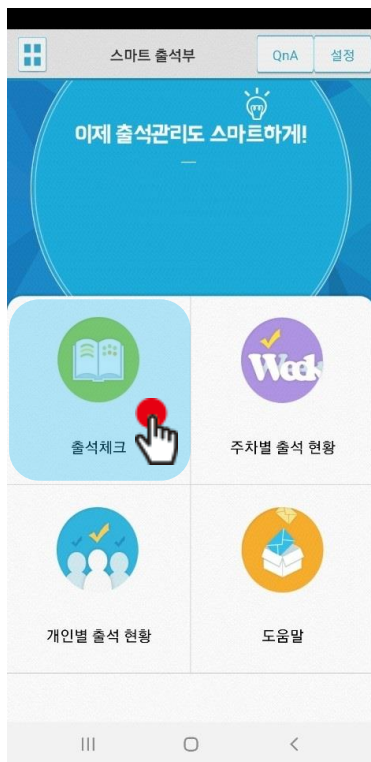 스마트 출석부
QnA
설정
이제 출석관리도 스마트하게!
출석체크
Week
주차별 출석 현황
개인별 출석 현황
도움말